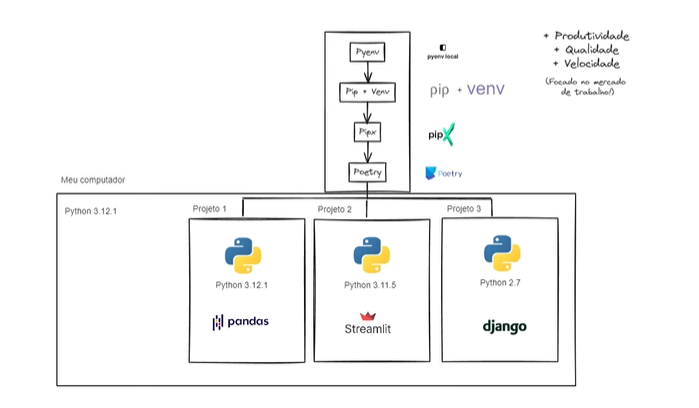 Pyenv
pyenv local
Pip + Venv
pip + venv
Pipx
pipx
Poetry
Poetry
+ Produtividade
+ Qualidade
+ Velocidade
(Focado no mercado
de trabalho!)
Meu computador
Python 3.12.1
Projeto 1
Python 3.12.1
pandas
Projeto 2
Python 3.11.5
Streamlit
Projeto 3
Python 2.7
django